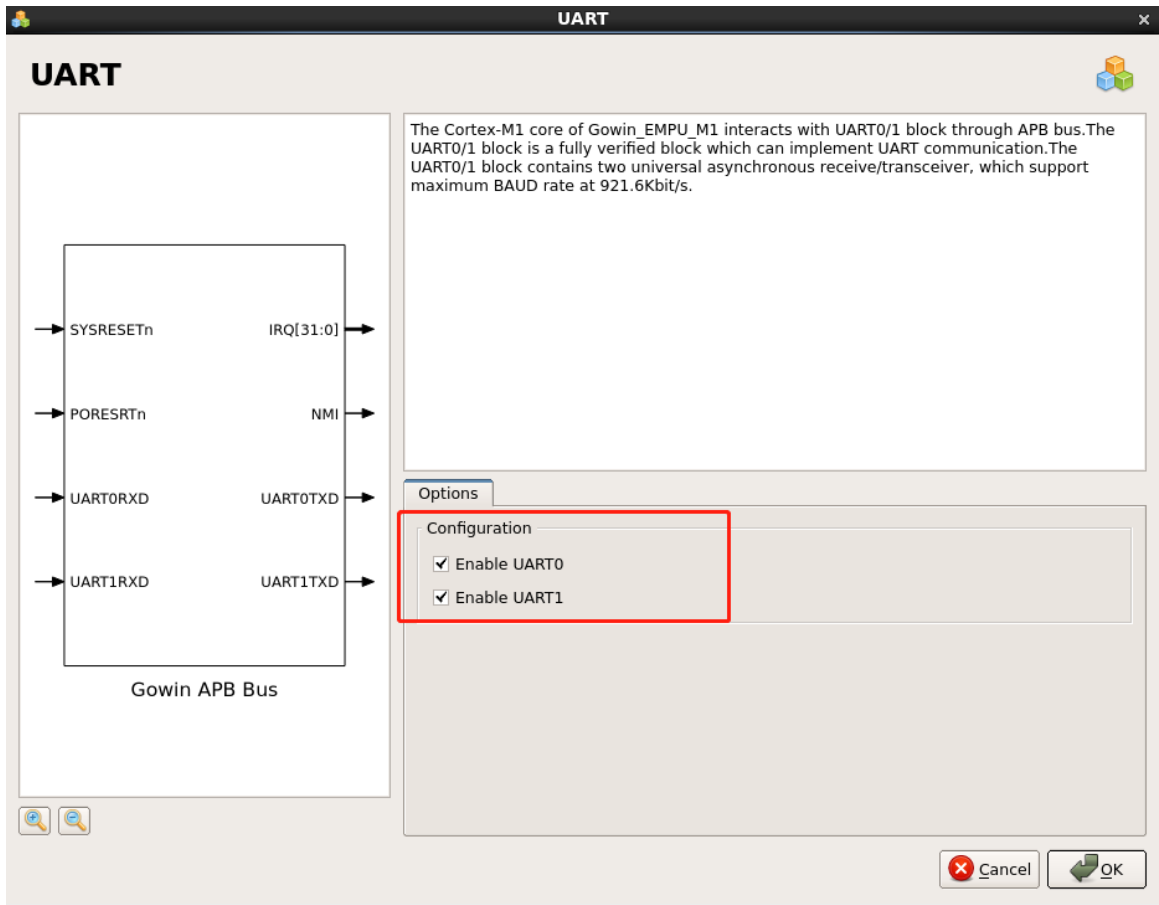 UART
UART
The Cortex-M1 core of Gowin_EMPU_M1 interacts with UART0/1 block through APB bus.The
UART0/1 block is a fully verified block which can implement UART communication.The
UART0/1 block contains two universal asynchronous receive/transceiver, which support
maximum BAUD rate at 921.6Kbit/s.
SYSRESETn IRQ[31:0]
PORESRTn NMI
UART0RXD UART0TXD
UART1RXD UART1TXD
Gowin APB Bus
Options
Configuration
Enable UART0
Enable UART1
Cancel
OK